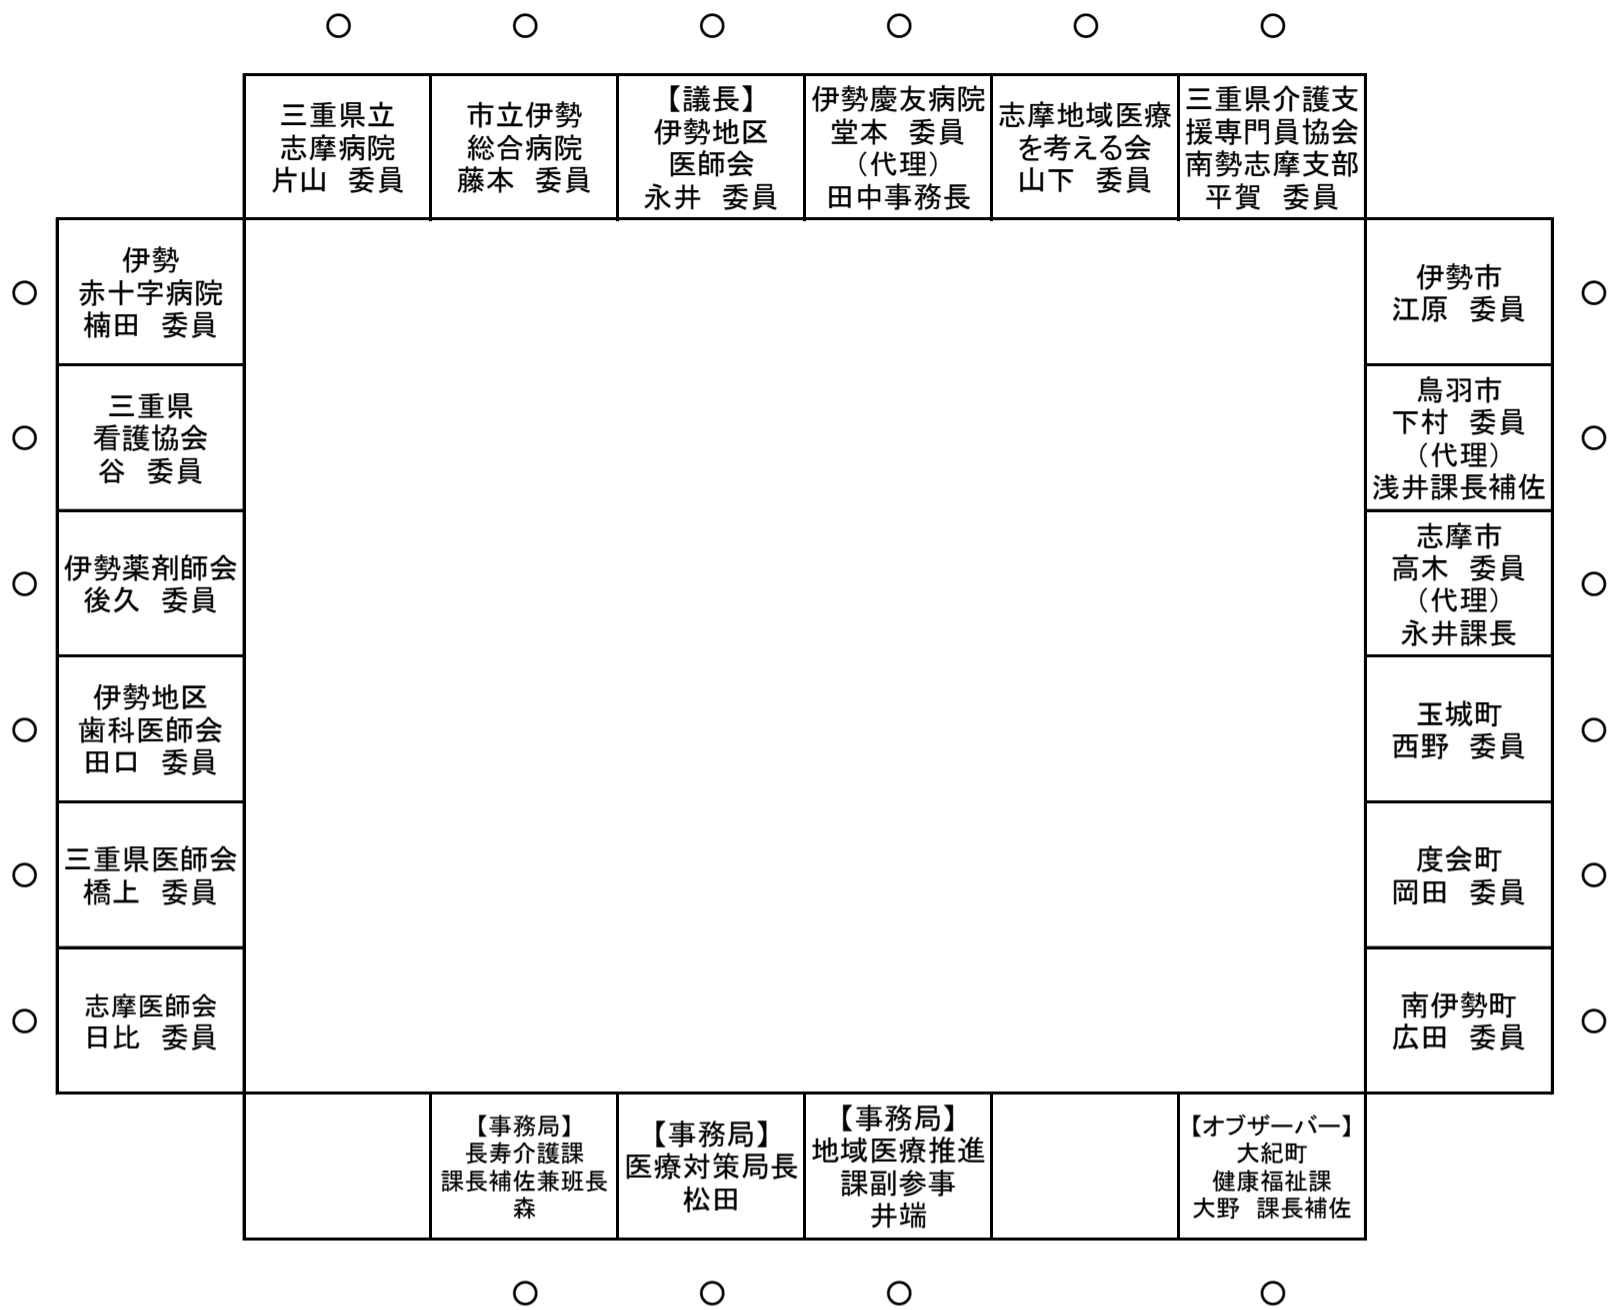 三重県立
志摩病院
片山　委員
市立伊勢
総合病院
藤本　委員
【議長】
伊勢地区
医師会
永井　委員
伊勢慶友病院
堂本　委員
（代理）
田中事務長
志摩地域医療
を考える会
山下　委員
三重県介護支
援専門員協会
南勢志摩支部
平賀　委員
伊勢
赤十字病院
楠田　委員
三重県
看護協会
谷　委員
伊勢薬剤師会
後久　委員
伊勢地区
歯科医師会
田口　委員
三重県医師会
橋上　委員
志摩医師会
日比　委員
伊勢市
江原　委員
鳥羽市
下村　委員
（代理）
浅井課長補佐
志摩市
高木　委員
（代理）
永井課長
玉城町
西野　委員
度会町
岡田　委員
南伊勢町
広田　委員
【事務局】
長寿介護課
課長補佐兼班長
森
【事務局】
医療対策局長
松田
【事務局】
地域医療推進
課副参事
井端
【オブザーバー】
大紀町
健康福祉課
大野　課長補佐